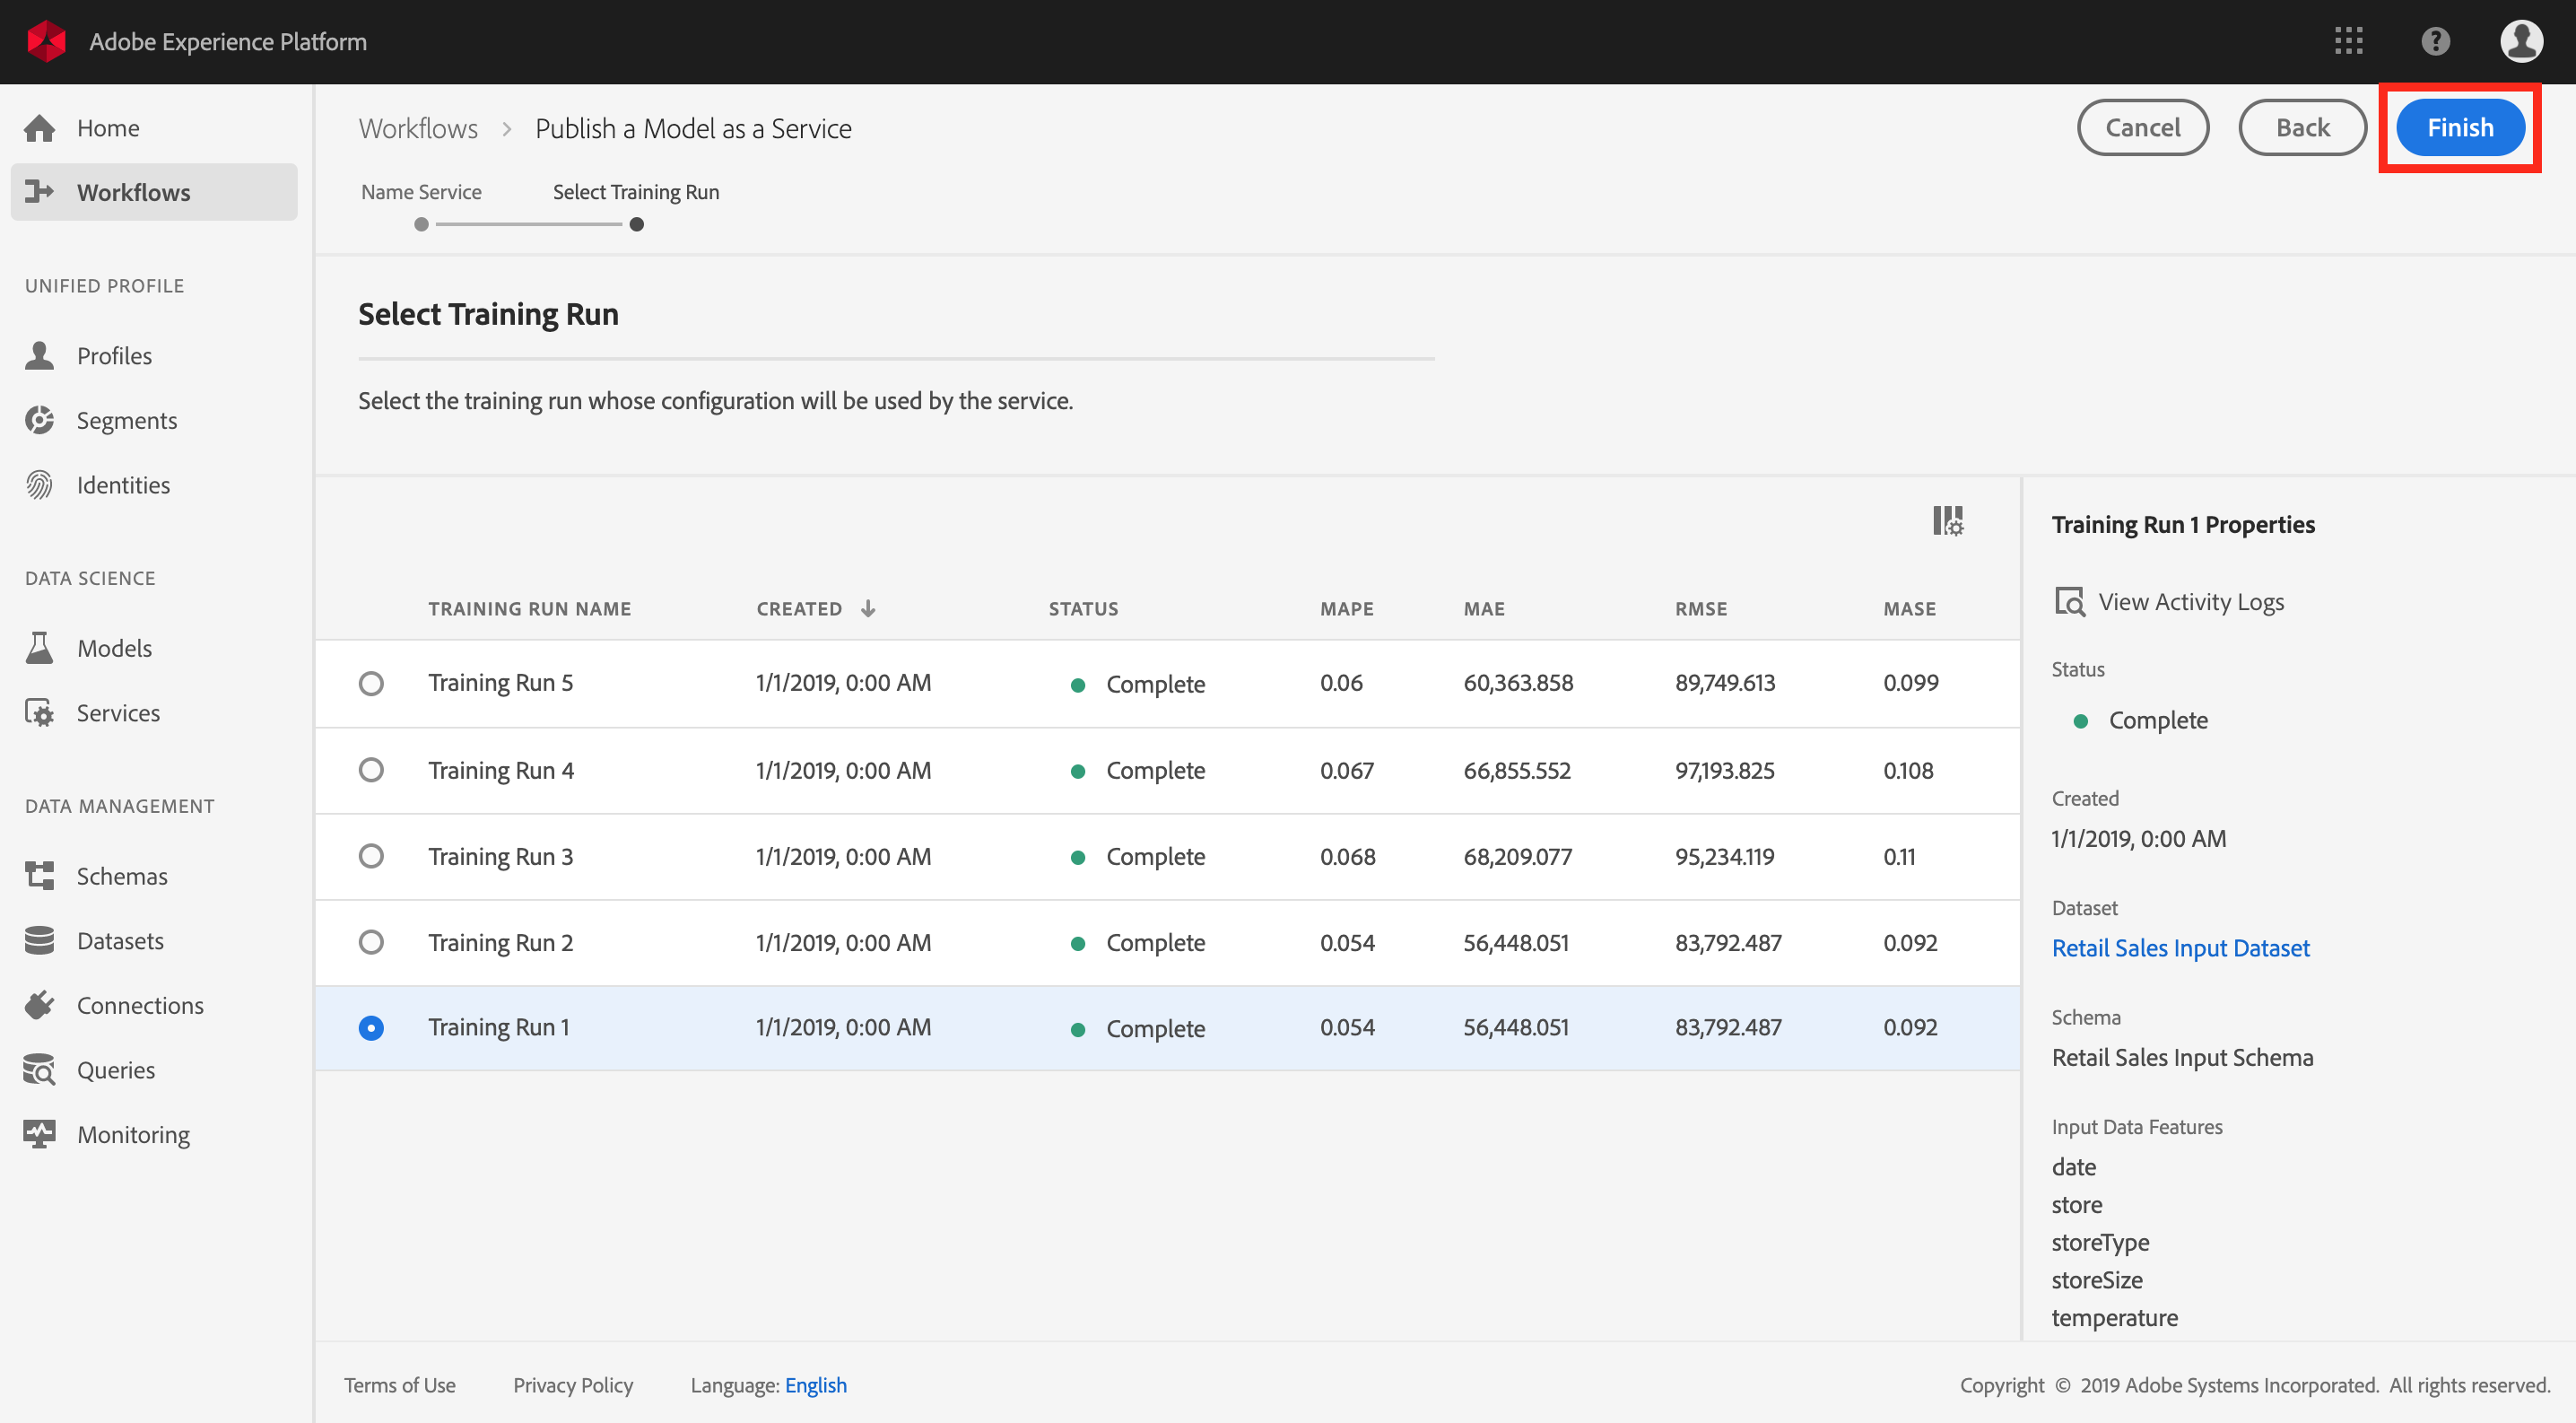 Adobe Experience Platform
?
Home
Workflows
UNIFIED PROFILE
Profiles
Segments
Identities
DATA SCIENCE
Models
Services
DATA MANAGEMENT
Schemas
Datasets
Connections
Queries
Monitoring
Workflows > Publish a Model as a Service
Cancel
Back
Finish
Name Service Select Training Run
Select Training Run
Select the training run whose configuration will be used by the service.
TRAINING RUN NAME CREATED ↓ STATUS MAPE MAE RMSE MASE
Training Run 5 1/1/2019, 0:00 AM Complete 0.06 60,363.858 89,749.613 0.099
Training Run 4 1/1/2019, 0:00 AM Complete 0.067 66,855.552 97,193.825 0.108
Training Run 3 1/1/2019, 0:00 AM Complete 0.068 68,209.077 95,234.119 0.11
Training Run 2 1/1/2019, 0:00 AM Complete 0.054 56,448.051 83,792.487 0.092
Training Run 1 1/1/2019, 0:00 AM Complete 0.054 56,448.051 83,792.487 0.092
Training Run 1 Properties
View Activity Logs
Status
Complete
Created
1/1/2019, 0:00 AM
Dataset
Retail Sales Input Dataset
Schema
Retail Sales Input Schema
Input Data Features
date
store
storeType
storeSize
temperature
Terms of Use Privacy Policy Language: English
Copyright © 2019 Adobe Systems Incorporated. All rights reserved.